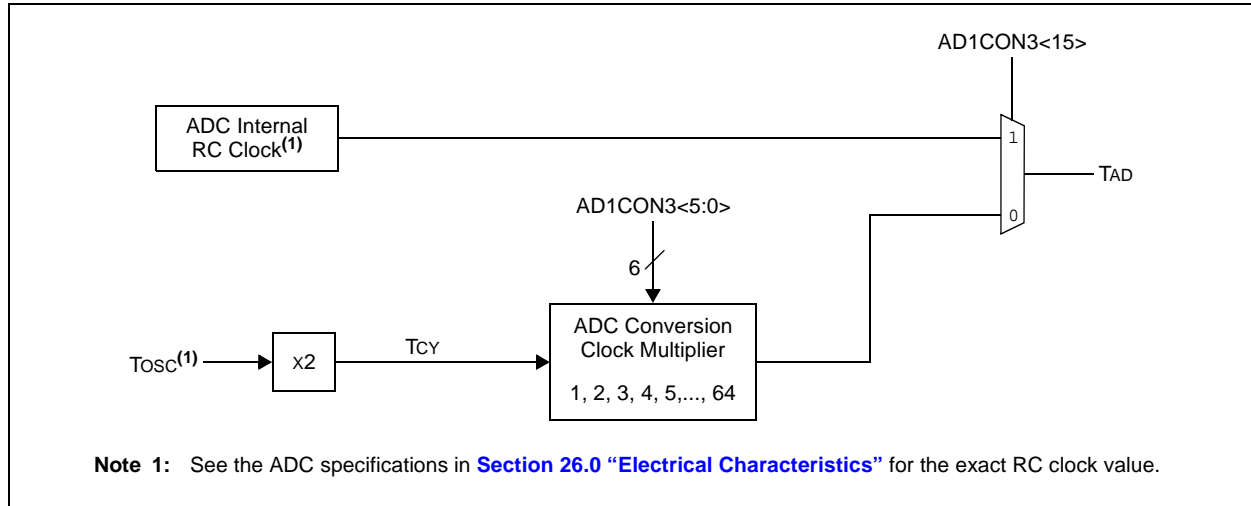 AD1CON3<15>
ADC Internal
RC Clock(1)
1
TAD
AD1CON3<5:0>
0
6
ADC Conversion
Clock Multiplier
1, 2, 3, 4, 5,..., 64
TOSC(1)
X2
TCY
Note 1: See the ADC specifications in Section 26.0 “Electrical Characteristics” for the exact RC clock value.